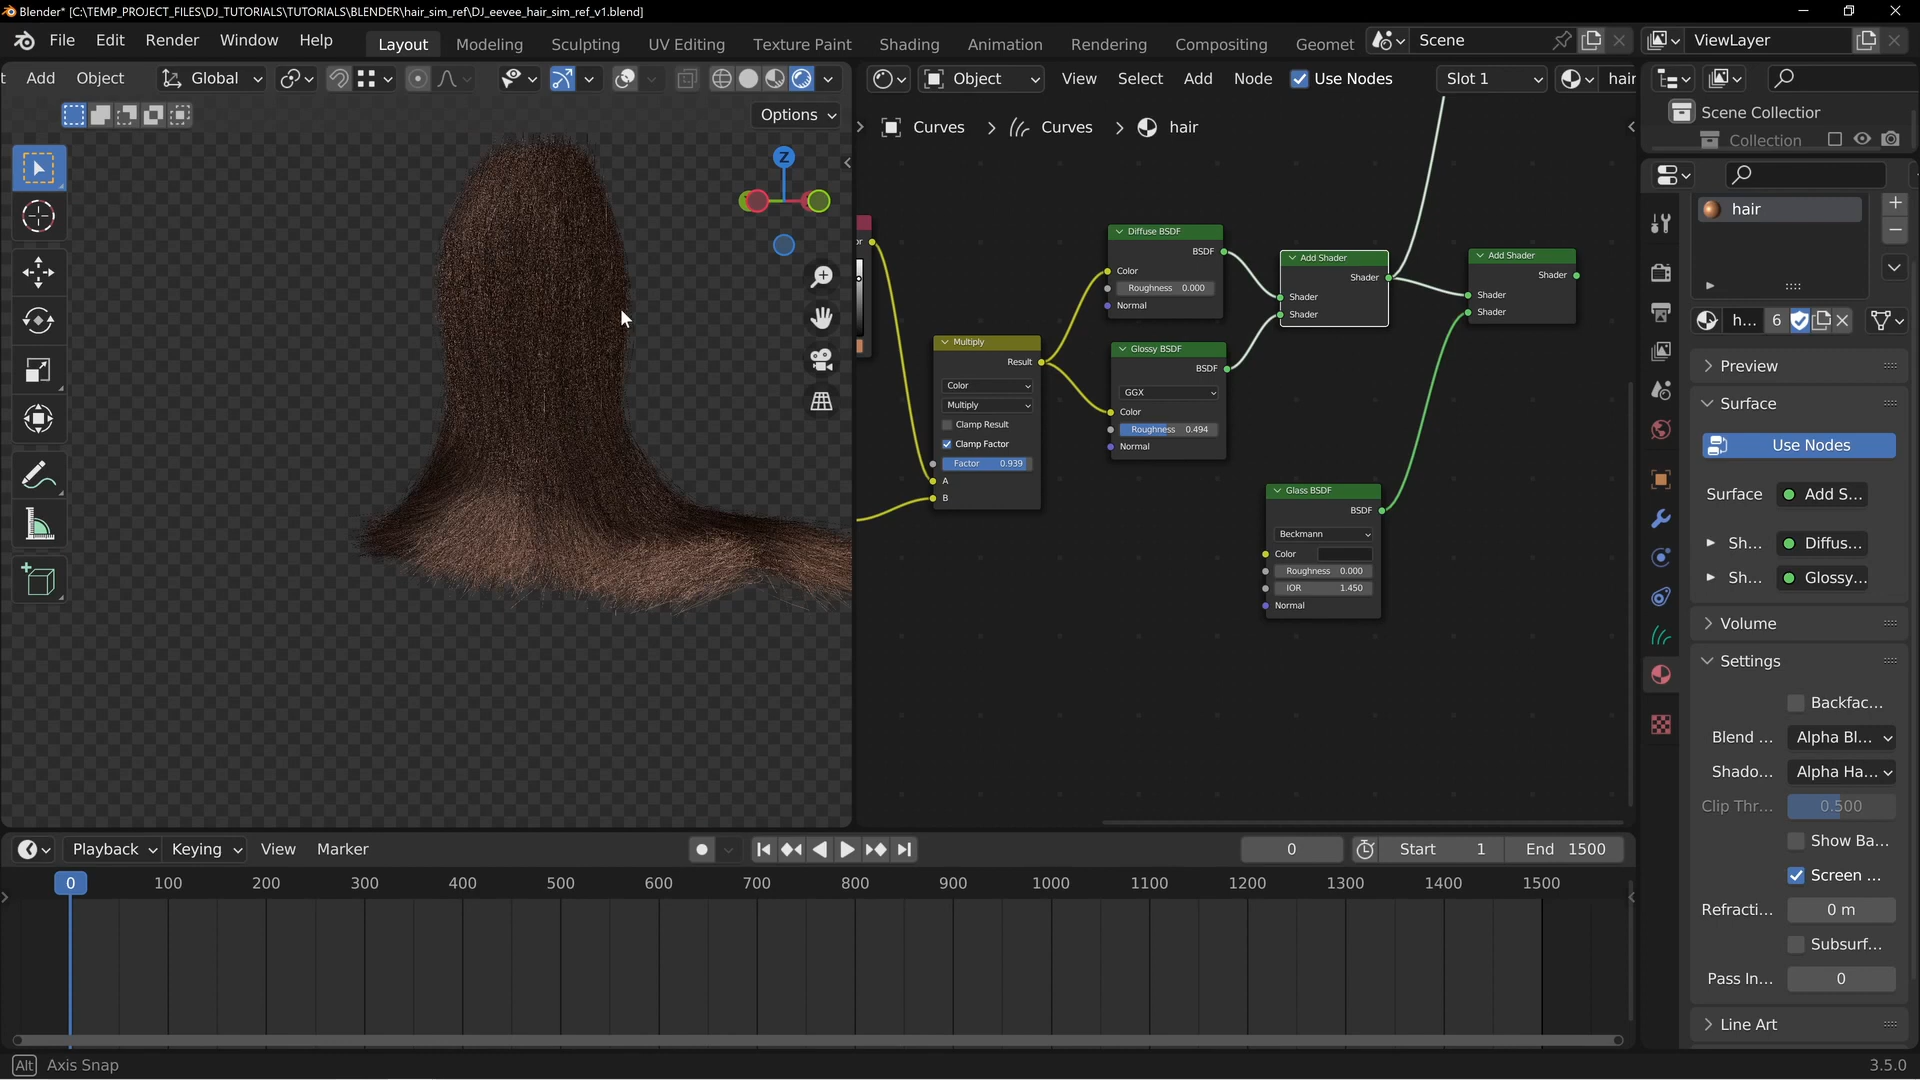 Blender* [C:\TEMP_PROJECT_FILES\DJ_TUTORIALS\TUTORIALS\BLENDER\hair_sim_ref\DJ_eevee_hair_sim_ref_v1.blend]
File Edit Render Window Help Layout Modeling Sculpting UV Editing Texture Paint Shading Animation Rendering Compositing Geomet Scene ViewLayer
t Add Object Global Object View Select Add Node Use Nodes Slot 1 hair
Options
Curves Curves hair
Scene Collection
Collection
Z
or
Diffuse BSDF
BSDF
Color
Roughness 0.000
Normal
Multiply
Result
Color
Multiply
Clamp Result
Clamp Factor
Factor 0.939
A
B
Glossy BSDF
BSDF
GGX
Color
Roughness 0.494
Normal
Add Shader
Shader
Shader
Shader
Add Shader
Shader
Shader
Shader
Glass BSDF
BSDF
Beckmann
Color
Roughness 0.000
IOR 1.450
Normal
hair
h... 6
Preview
Surface
Use Nodes
Surface Add S...
Sh... Diffus...
Sh... Glossy...
Volume
Settings
Backfac...
Blend ... Alpha Bl...
Shado... Alpha Ha...
Clip Thr... 0.500
Show Ba...
Screen ...
Refracti... 0 m
Subsurf...
Pass In... 0
Line Art
Playback Keying View Marker 0 Start 1 End 1500
0 100 200 300 400 500 600 700 800 900 1000 1100 1200 1300 1400 1500
Alt Axis Snap
3.5.0